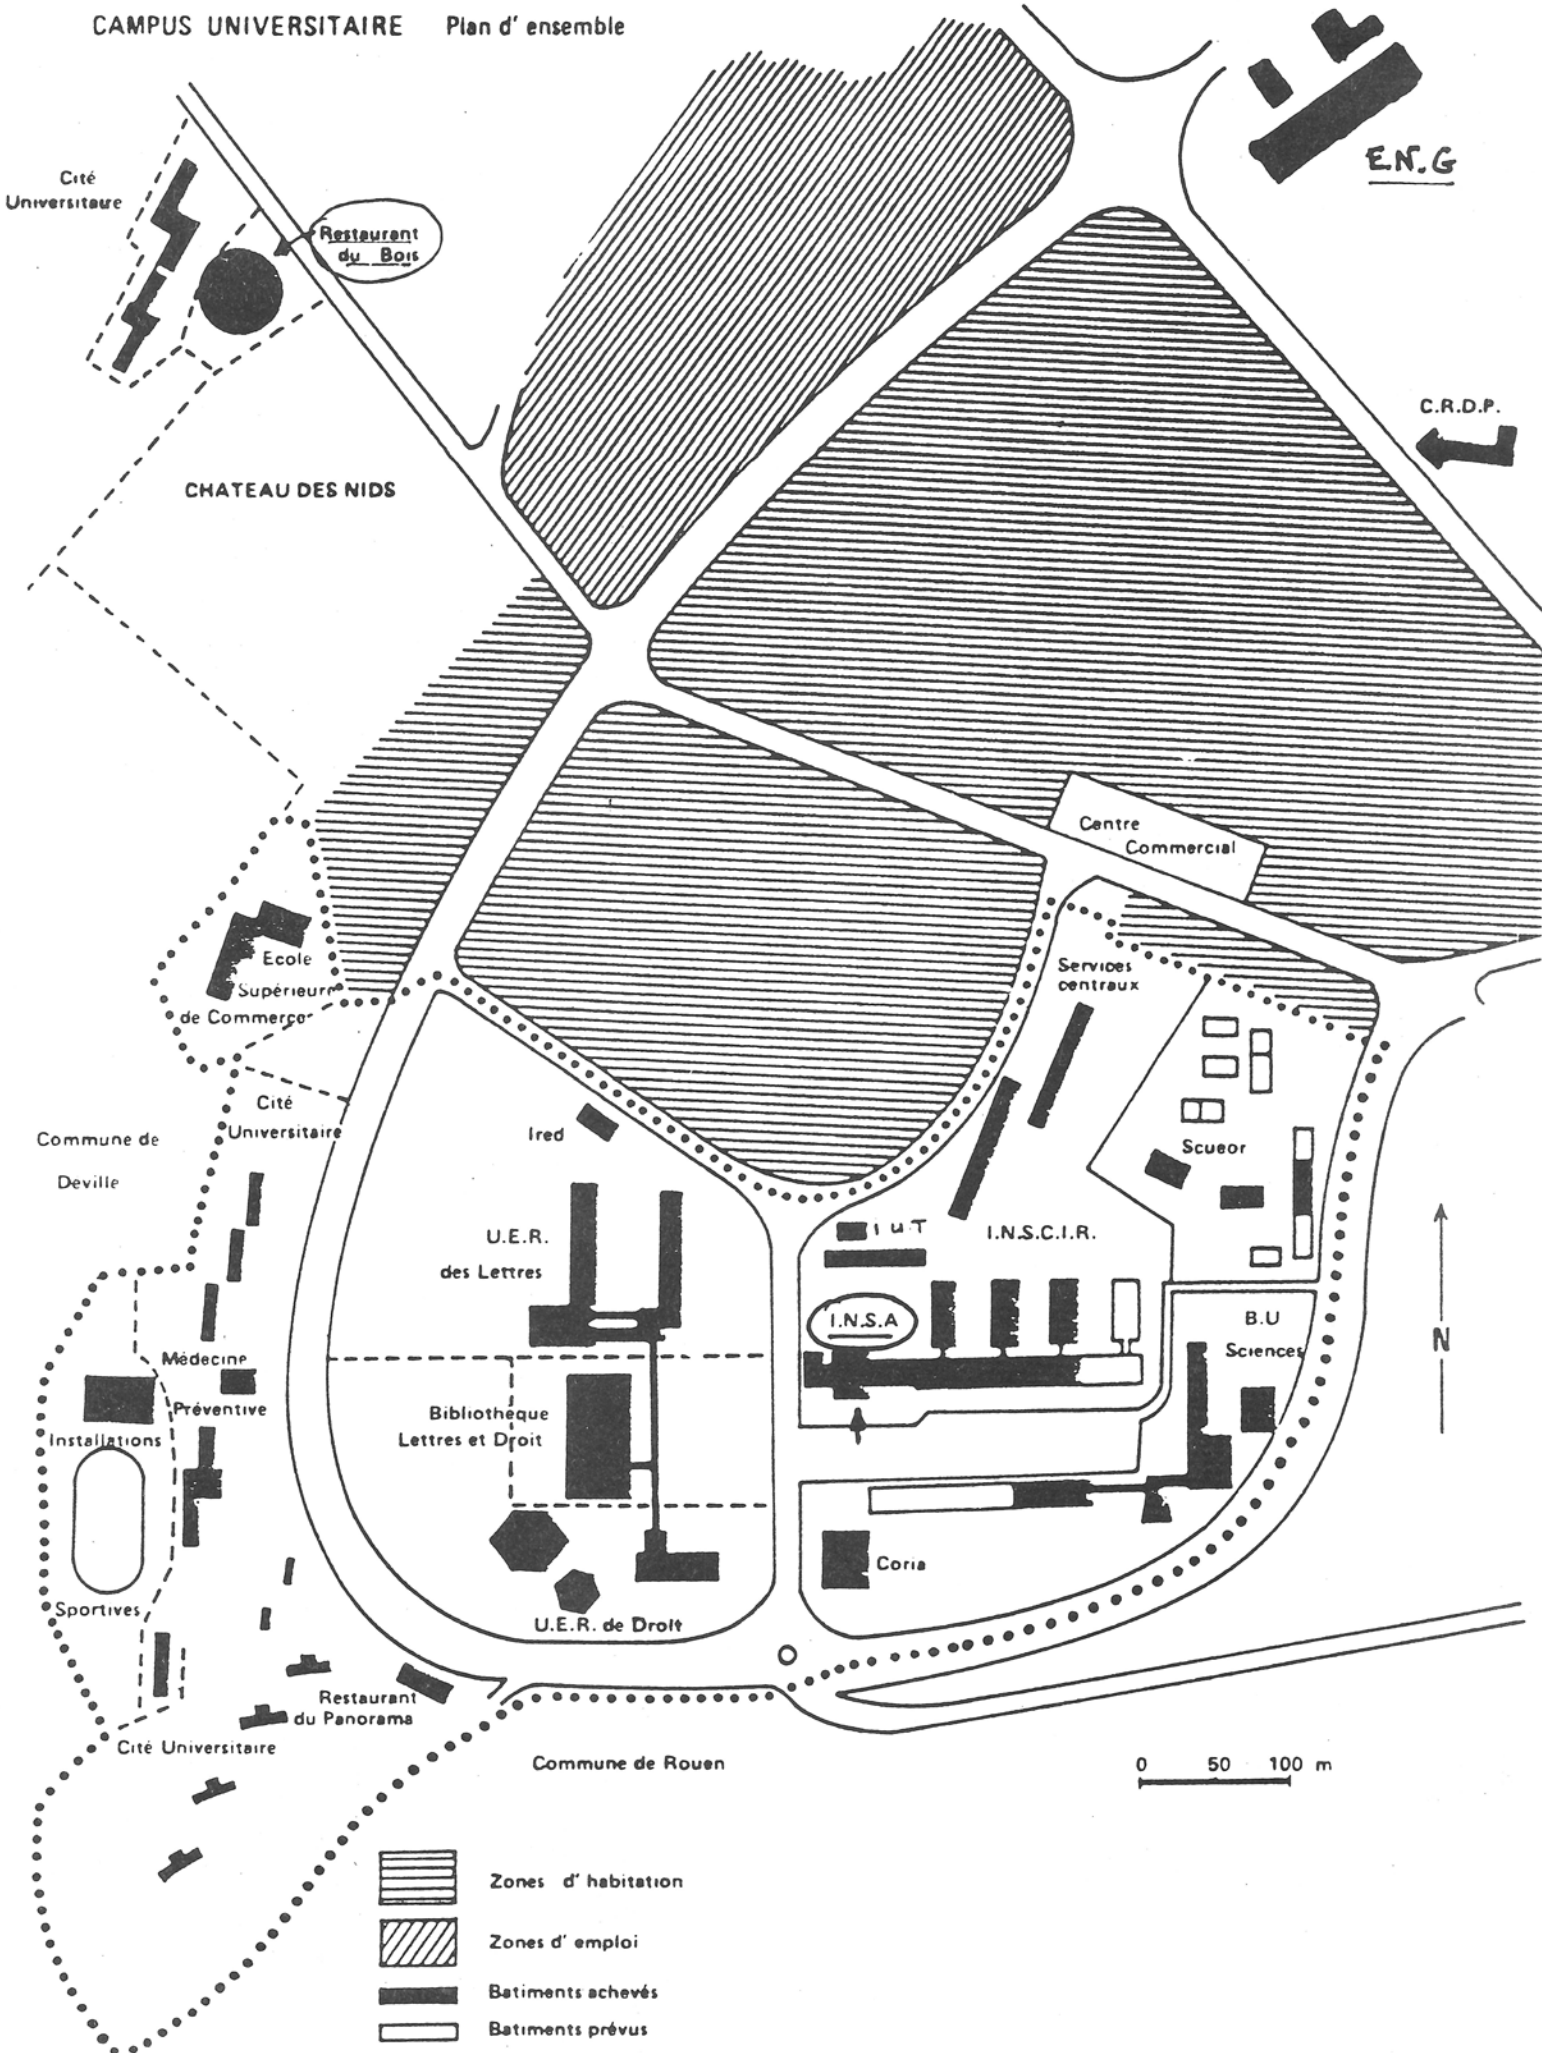 CAMPUS UNIVERSITAIRE Plan d' ensemble
E.N.G
Cité
Universitaire
Restaurant
du Bois
C.R.D.P.
CHATEAU DES NIDS
Centre
Commercial
Ecole
Supérieure
de Commerce
Services
centraux
Cité
Universitaire
Ired
Scueor
Commune de
Deville
U.E.R.
des Lettres
I U T
I.N.S.C.I.R.
I.N.S.A
B.U
Sciences
N
Médecine
Préventive
Installations
Sportives
Bibliotheque
Lettres et Droit
Coria
U.E.R. de Droit
Restaurant
du Panorama
Cité Universitaire
Commune de Rouen
0 50 100 m
Zones d' habitation
Zones d' emploi
Batiments achevés
Batiments prévus